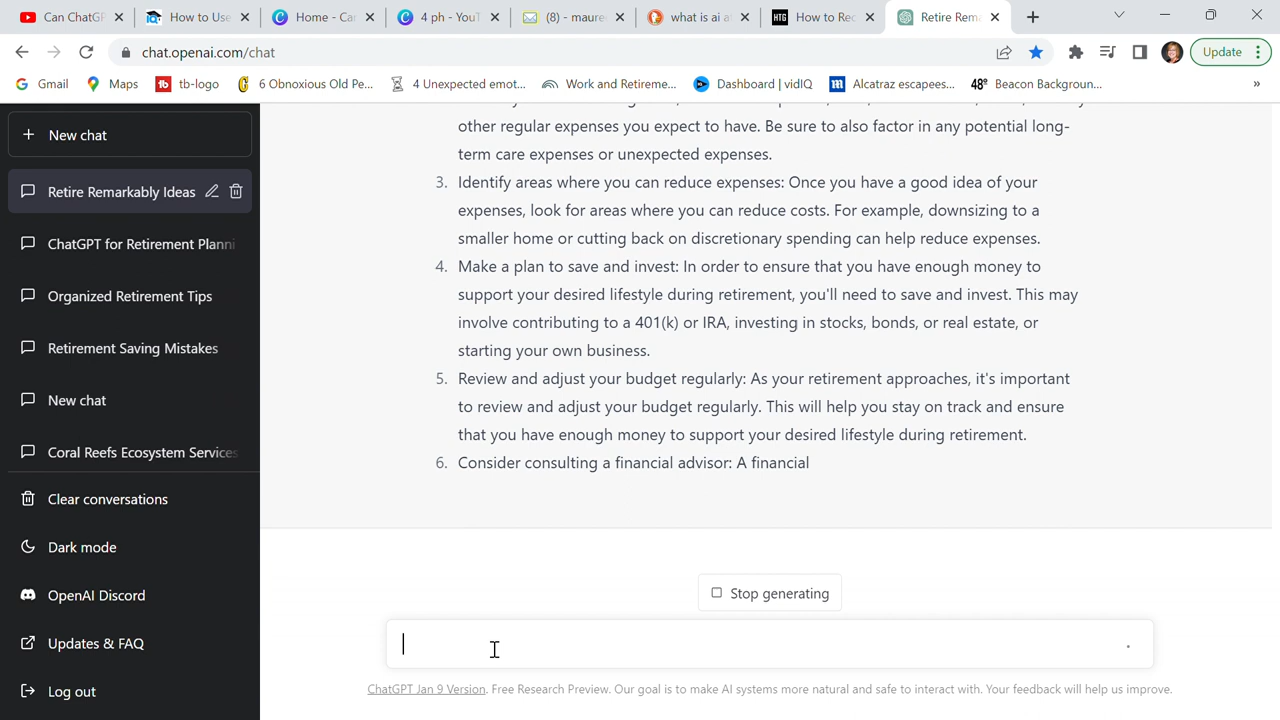 Can ChatG
How to Use
Home - Ca
4 ph - YouT
(8) - maure
what is ai a
HTG
How to Re
Retire Rema
chat.openai.com/chat
Update
Gmail
Maps
tb-logo
6 Obnoxious Old Pe...
4 Unexpected emot...
Work and Retireme...
Dashboard | vidIQ
Alcatraz escapees...
48º Beacon Backgroun...
»
New chat
Retire Remarkably Ideas
ChatGPT for Retirement Planni
Organized Retirement Tips
Retirement Saving Mistakes
New chat
Coral Reefs Ecosystem Services
Clear conversations
Dark mode
OpenAI Discord
Updates & FAQ
Log out
other regular expenses you expect to have. Be sure to also factor in any potential long-
term care expenses or unexpected expenses.
3. Identify areas where you can reduce expenses: Once you have a good idea of your
expenses, look for areas where you can reduce costs. For example, downsizing to a
smaller home or cutting back on discretionary spending can help reduce expenses.
4. Make a plan to save and invest: In order to ensure that you have enough money to
support your desired lifestyle during retirement, you'll need to save and invest. This may
involve contributing to a 401(k) or IRA, investing in stocks, bonds, or real estate, or
starting your own business.
5. Review and adjust your budget regularly: As your retirement approaches, it's important
to review and adjust your budget regularly. This will help you stay on track and ensure
that you have enough money to support your desired lifestyle during retirement.
6. Consider consulting a financial advisor: A financial
Stop generating
ChatGPT Jan 9 Version. Free Research Preview. Our goal is to make AI systems more natural and safe to interact with. Your feedback will help us improve.